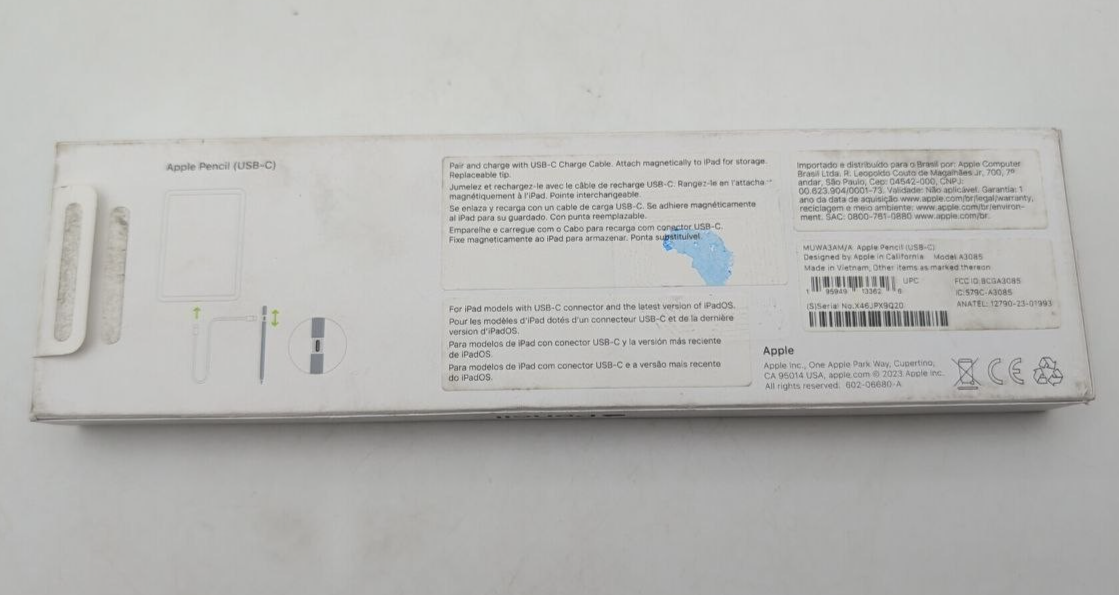 Apple Pencil (USB-C)
Pair and charge with USB-C Charge Cable. Attach magnetically to iPad for storage.
Replaceable tip.
Jumelez et rechargez-le avec le câble de recharge USB-C. Rangez-le en l'attachant
magnétiquement à l'iPad. Pointe interchangeable.
Se enlaza y recarga con un cable de carga USB-C. Se adhiere magnéticamente
al iPad para su guardado. Con punta reemplazable.
Emparelhe e carregue com o Cabo para recarga com conector USB-C.
Fixe magneticamente ao iPad para armazenar. Ponta substituível.
For iPad models with USB-C connector and the latest version of iPadOS.
Pour les modèles d'iPad dotés d'un connecteur USB-C et de la dernière
version d'iPadOS.
Para modelos de iPad con conector USB-C y la versión más reciente
de iPadOS.
Para modelos de iPad com conector USB-C e a versão mais recente
do iPadOS.
Importado e distribuído para o Brasil por: Apple Computer
Brasil Ltda. R. Leopoldo Couto de Magalhães Jr, 700, 7º
andar, São Paulo, Cep: 04542-000, CNPJ:
00.623.904/0001-73. Validade: Não aplicável. Garantia: 1
ano da data de aquisição www.apple.com/br/legal/warranty,
reciclagem e meio ambiente: www.apple.com/br/environ-
ment. SAC: 0800-761-0880 www.apple.com/br.
MUWA3AM/A Apple Pencil (USB-C)
Designed by Apple in California Model A3085
Made in Vietnam, Other items as marked thereon
UPC
1 95949 13362 6
FCC ID: BCGA3085
IC: 579C-A3085
(S)Serial No. X46JPX9Q20
ANATEL: 12790-23-01993
Apple
Apple Inc., One Apple Park Way, Cupertino,
CA 95014 USA, apple.com © 2023 Apple Inc.
All rights reserved. 602-06680-A
CE